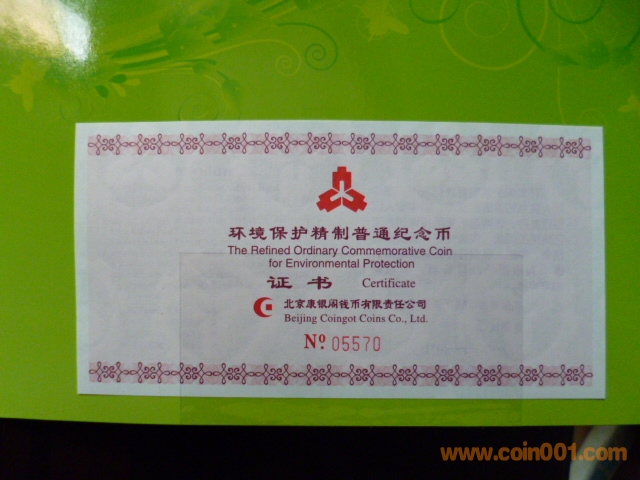 环境保护精制普通纪念币
The Refined Ordinary Commemorative Coin
for Environmental Protection
证书 Certificate
北京康银阁钱币有限责任公司
Beijing Coingot Coins Co., Ltd.
Nº 05570
www.coin001.com